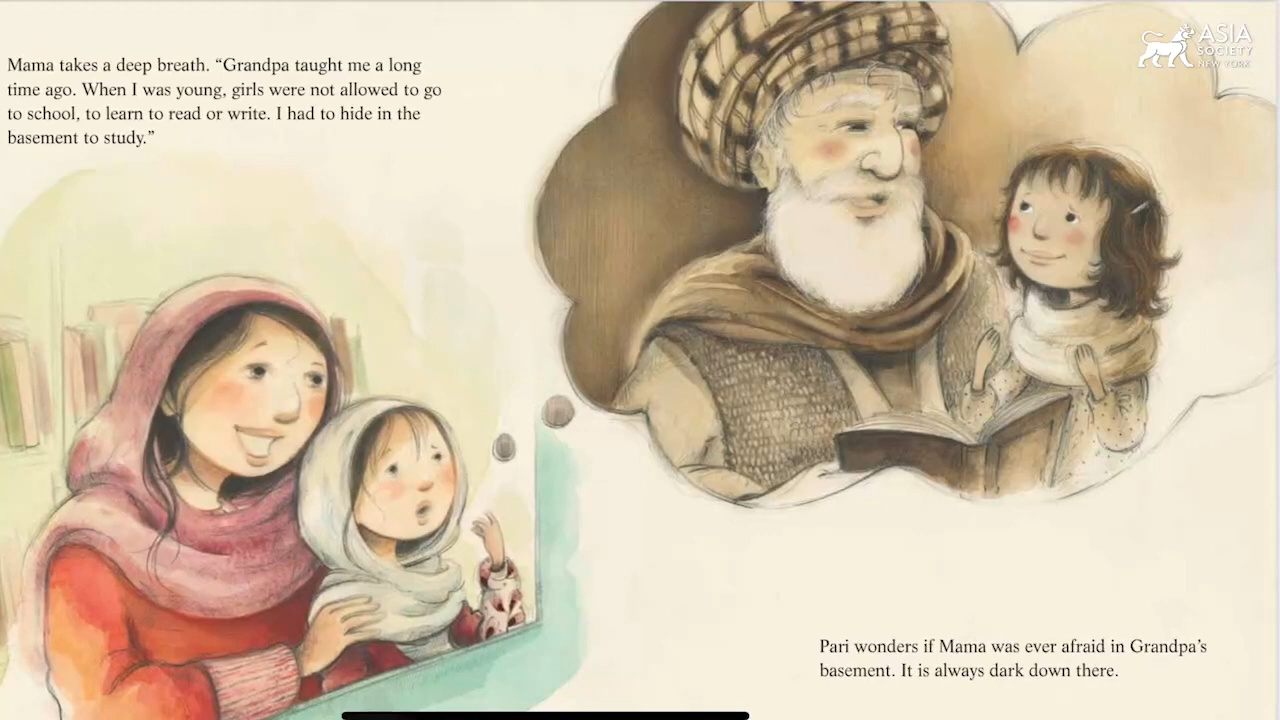 Mama takes a deep breath. “Grandpa taught me a long
time ago. When I was young, girls were not allowed to go
to school, to learn to read or write. I had to hide in the
basement to study.”
ASIA
SOCIETY
NEW YORK
Pari wonders if Mama was ever afraid in Grandpa’s
basement. It is always dark down there.